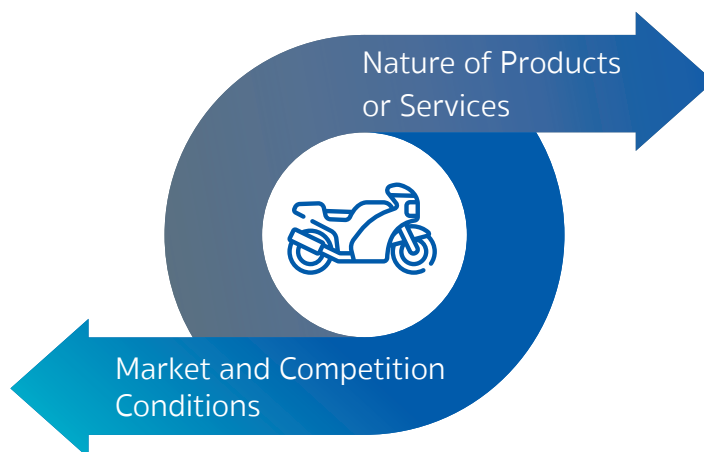 Nature of Products
or Services
Market and Competition
Conditions